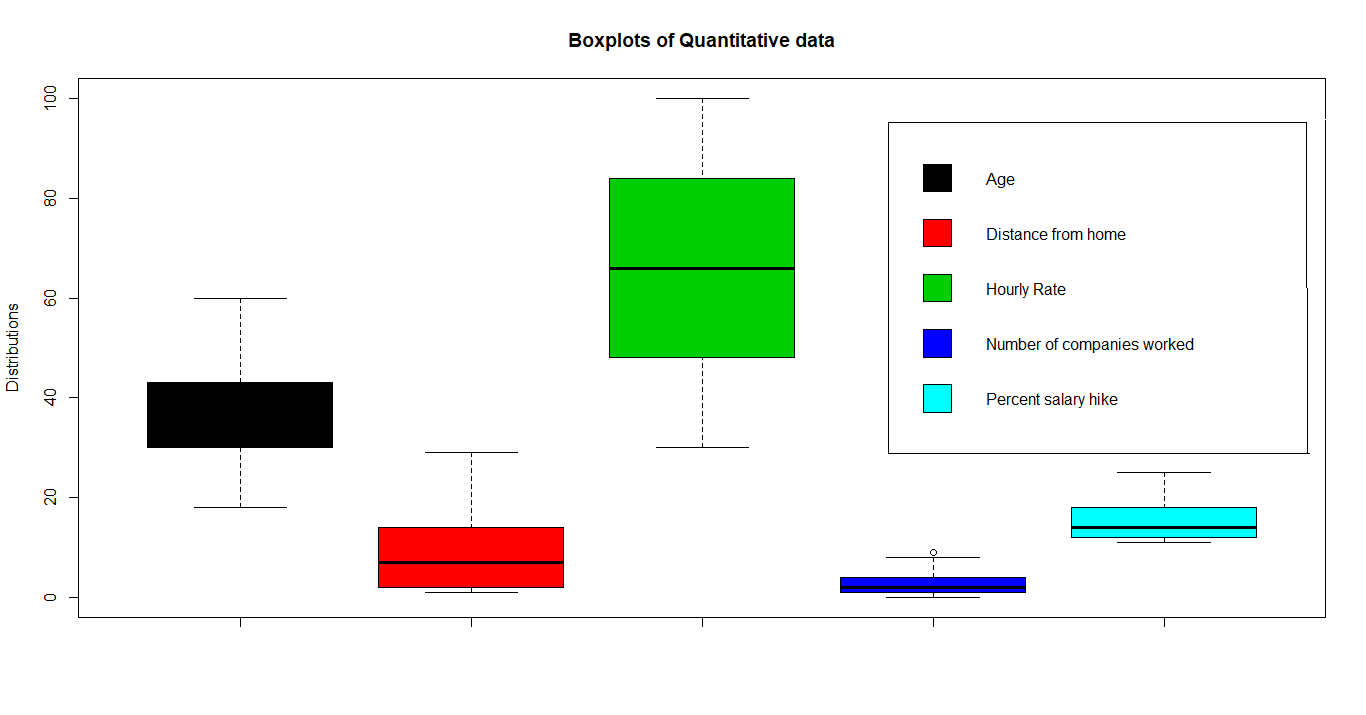 Boxplots of Quantitative data
Distributions
100
80
60
40
20
0
Age
Distance from home
Hourly Rate
Number of companies worked
Percent salary hike